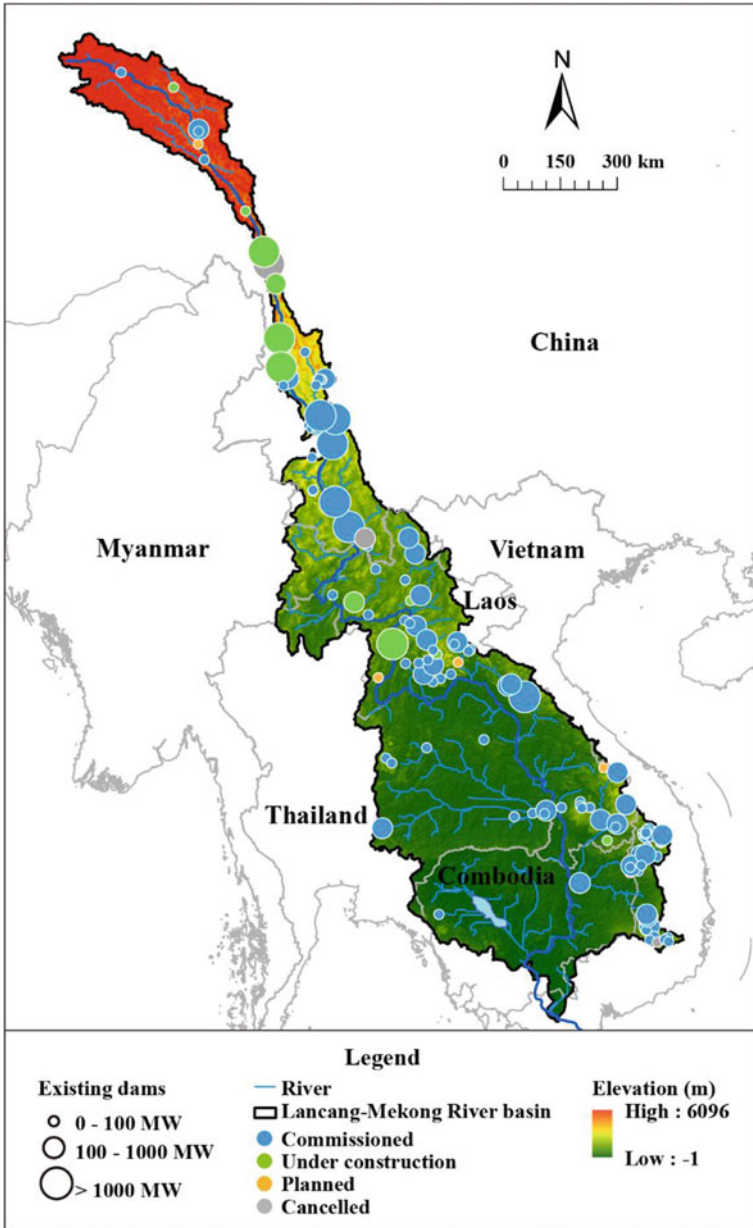 N
0 150 300 km
China
Myanmar
Vietnam
Laos
Thailand
Combodia
Legend
Existing dams
0 - 100 MW
100 - 1000 MW
> 1000 MW
River
Lancang-Mekong River basin
Commissioned
Under construction
Planned
Cancelled
Elevation (m)
High : 6096
Low : -1